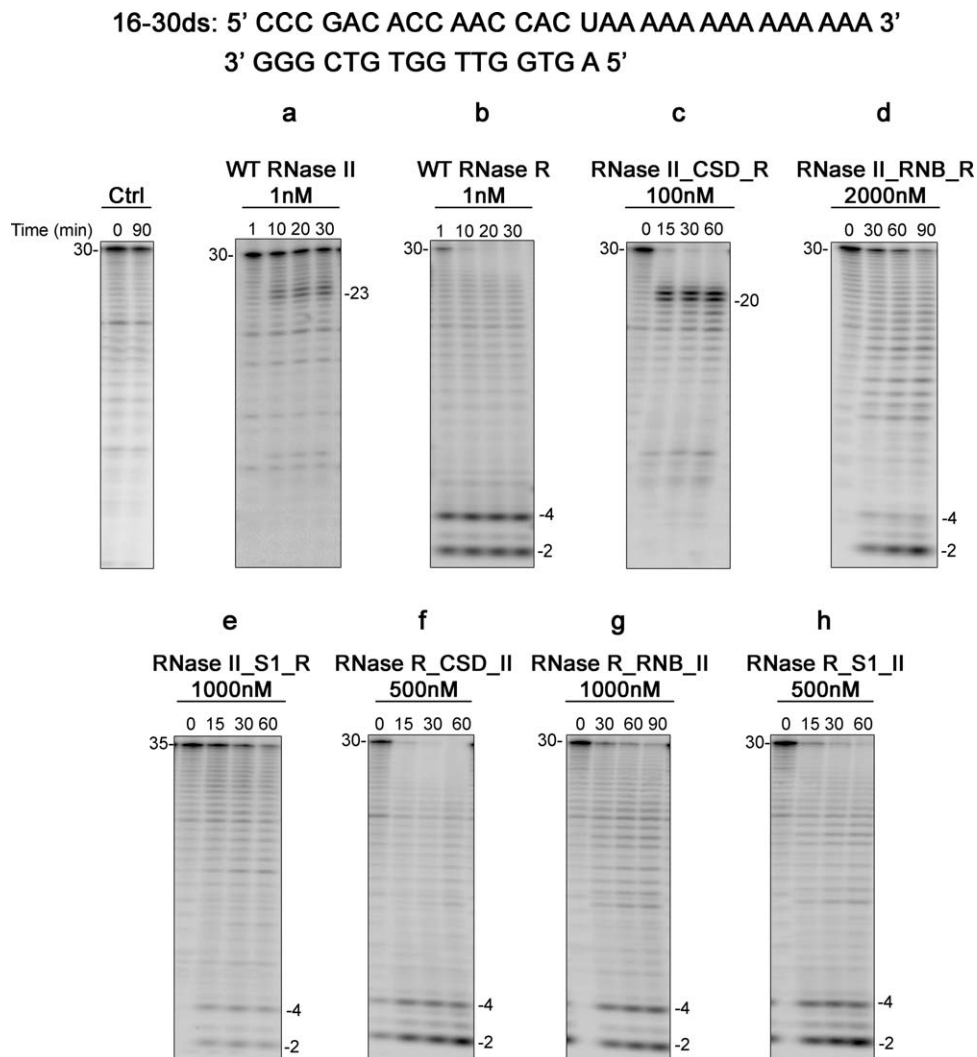 16-30ds: 5' CCC GAC ACC AAC CAC UAA AAA AAA AAA AAA 3'
3' GGG CTG TGG TTG GTG A 5'
a b c d
Ctrl WT RNase II WT RNase R RNase II_CSD_R RNase II_RNB_R
1nM 1nM 100nM 2000nM
Time (min) 0 90 1 10 20 30 1 10 20 30 0 15 30 60 0 30 60 90
30- 30- 30- 30- 30-
-23 -20
-4 -4
-2 -2
e f g h
RNase II_S1_R RNase R_CSD_II RNase R_RNB_II RNase R_S1_II
1000nM 500nM 1000nM 500nM
0 15 30 60 0 15 30 60 0 30 60 90 0 15 30 60
35- 30- 30- 30-
-4 -4 -4 -4
-2 -2 -2 -2